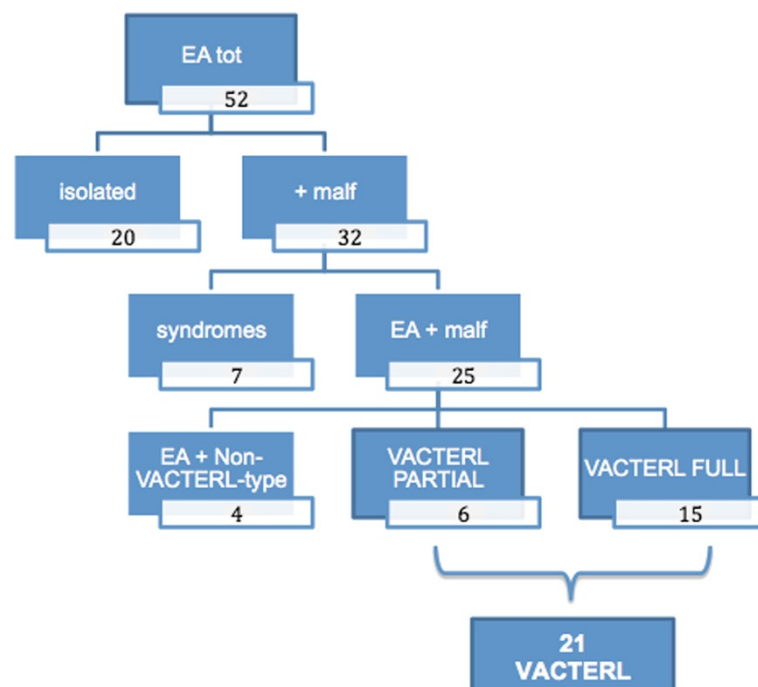 EA tot
52
isolated
20
+ malf
32
syndromes
7
EA + malf
25
EA + Non-
VACTERL-type
4
VACTERL
PARTIAL
6
VACTERL FULL
15
21
VACTERL